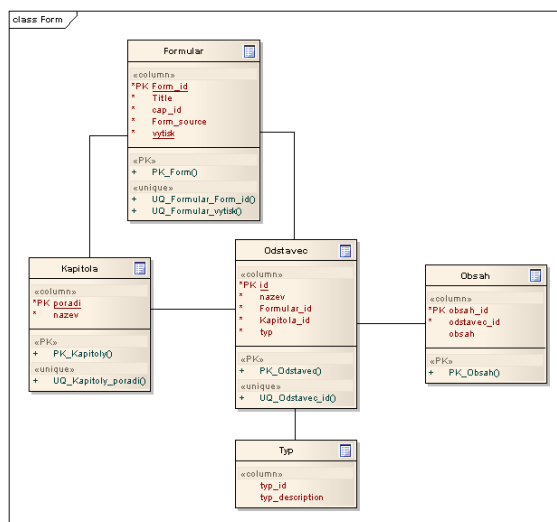 class Form
Formular
«column»
*PK Form_id
* Title
* cap_id
* Form_source
* vytisk
«PK»
+ PK_Form()
«unique»
+ UQ_Formular_Form_id()
+ UQ_Formular_vytisk()
Kapitola
«column»
*PK poradi
* nazev
«PK»
+ PK_Kapitoly()
«unique»
+ UQ_Kapitoly_poradi()
Odstavec
«column»
*PK id
* nazev
* Formular_id
* Kapitola_id
* typ
«PK»
+ PK_Odstavec()
«unique»
+ UQ_Odstavec_id()
Obsah
«column»
*PK obsah_id
* odstavec_id
obsah
«PK»
+ PK_Obsah()
Typ
«column»
typ_id
typ_description